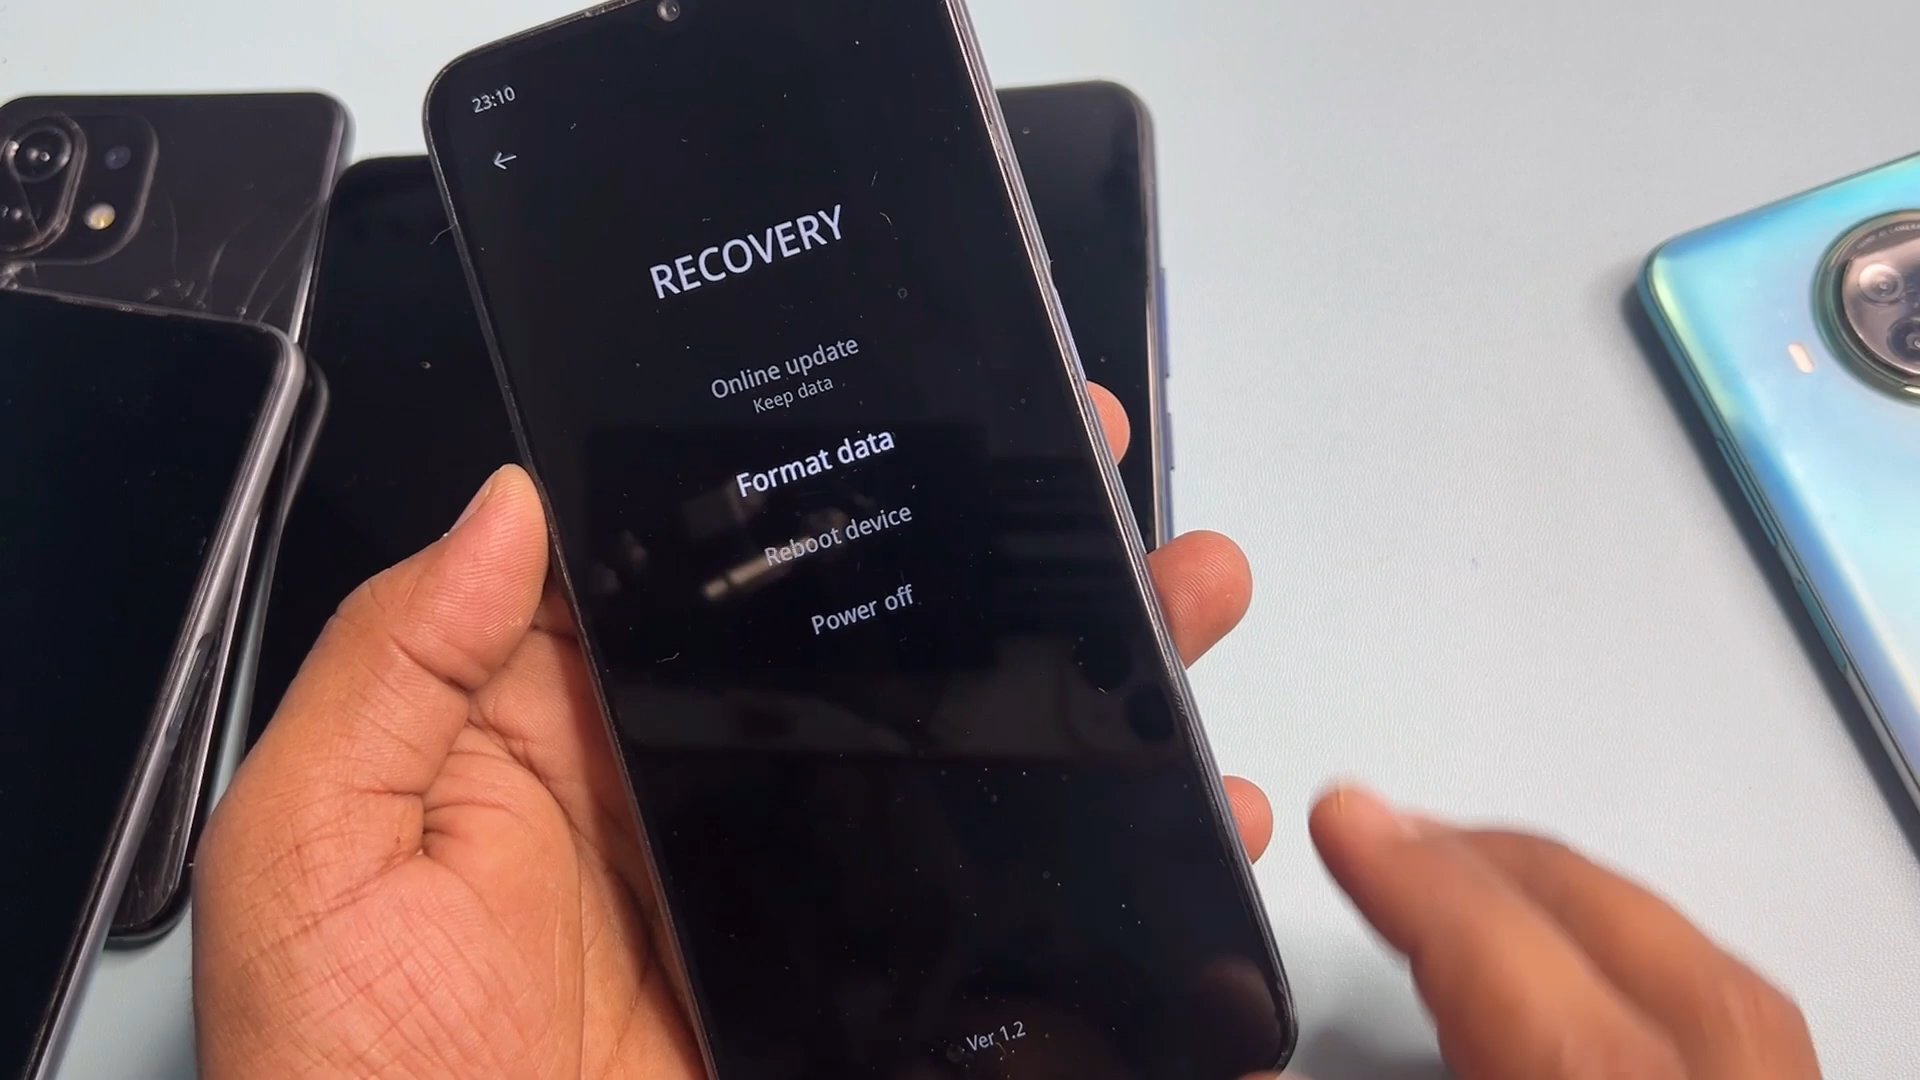 23:10
RECOVERY
Online update
Keep data
Format data
Reboot device
Power off
Ver 1.2